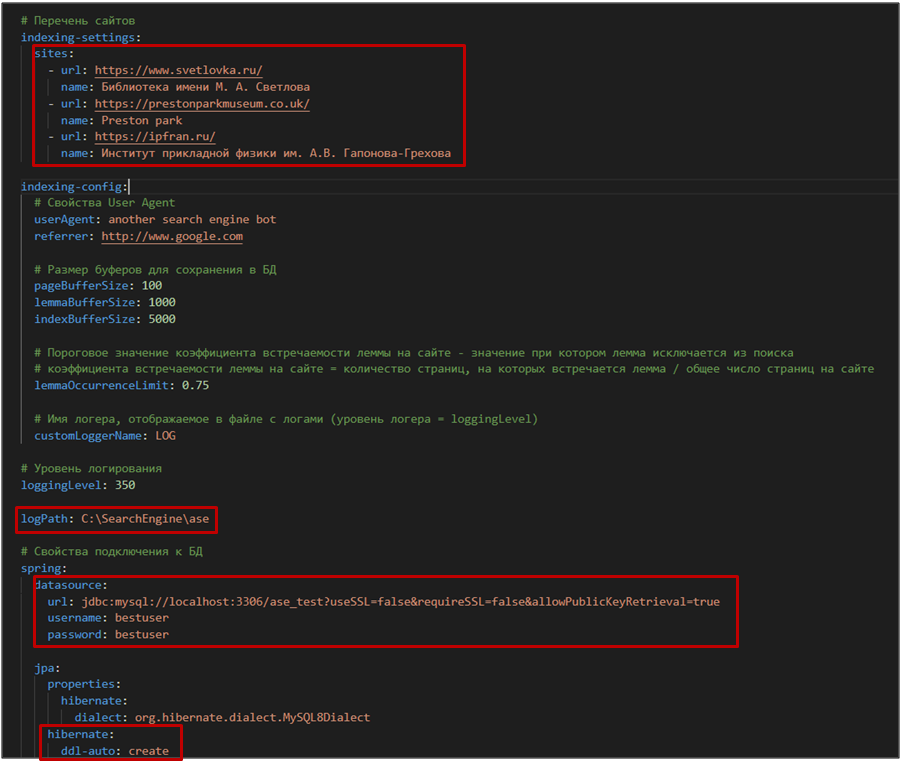 # Перечень сайтов
indexing-settings:
sites:
- url: https://www.svetlovka.ru/
name: Библиотека имени М. А. Светлова
- url: https://prestonparkmuseum.co.uk/
name: Preston park
- url: https://ipfran.ru/
name: Институт прикладной физики им. А.В. Гапонова-Грехова
indexing-config:
# Свойства User Agent
userAgent: another search engine bot
referrer: http://www.google.com
# Размер буферов для сохранения в БД
pageBufferSize: 100
lemmaBufferSize: 1000
indexBufferSize: 5000
# Пороговое значение коэффициента встречаемости леммы на сайте - значение при котором лемма исключается из поиска
# коэффициента встречаемости леммы на сайте = количество страниц, на которых встречается лемма / общее число страниц на сайте
lemmaOccurrenceLimit: 0.75
# Имя логера, отображаемое в файле с логами (уровень логера = loggingLevel)
customLoggerName: LOG
# Уровень логирования
loggingLevel: 350
logPath: C:\SearchEngine\ase
# Свойства подключения к БД
spring:
datasource:
url: jdbc:mysql://localhost:3306/ase_test?useSSL=false&requireSSL=false&allowPublicKeyRetrieval=true
username: bestuser
password: bestuser
jpa:
properties:
hibernate:
dialect: org.hibernate.dialect.MySQL8Dialect
hibernate:
ddl-auto: create